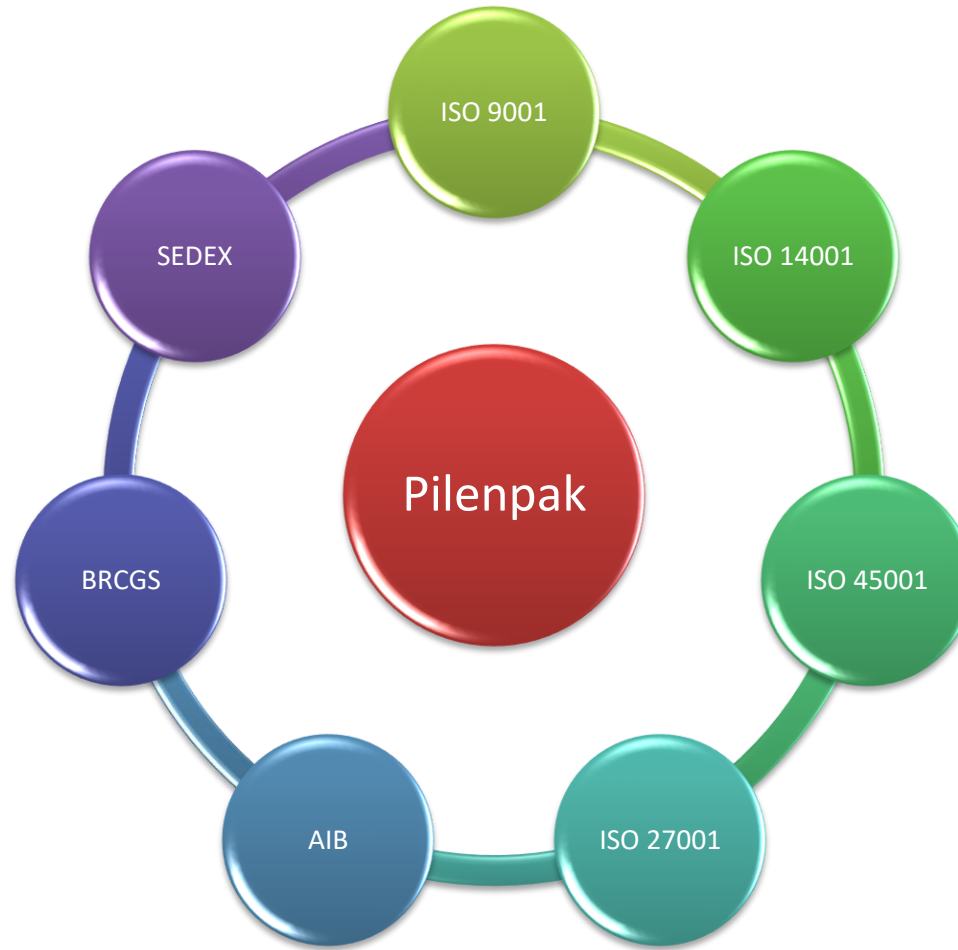 ISO 9001
ISO 14001
ISO 45001
ISO 27001
AIB
BRCGS
SEDEX
Pilenpak